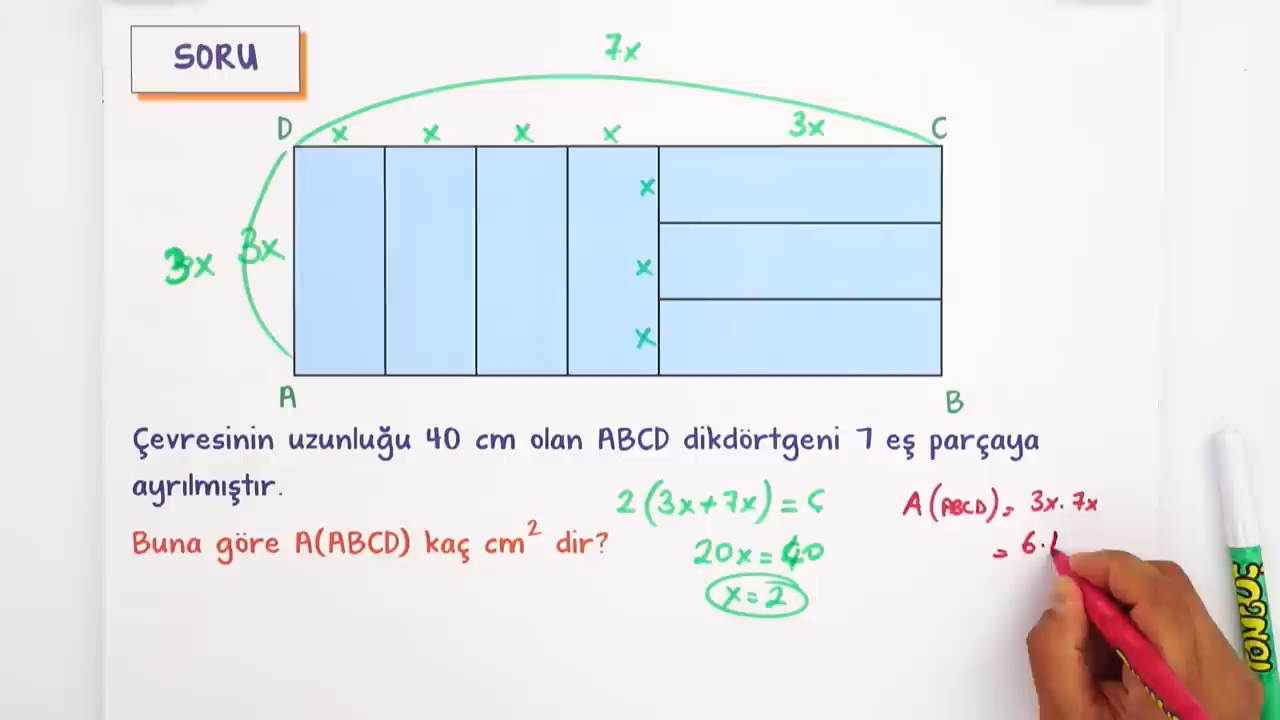 SORU
7x
D x x x x 3x C
x
3x 3x x
x
A B
Çevresinin uzunluğu 40 cm olan ABCD dikdörtgeni 7 eş parçaya
ayrılmıştır.
Buna göre A(ABCD) kaç cm² dir?
2(3x+7x)=Ç
20x=40
x=2
A(ABCD)= 3x.7x
= 6.